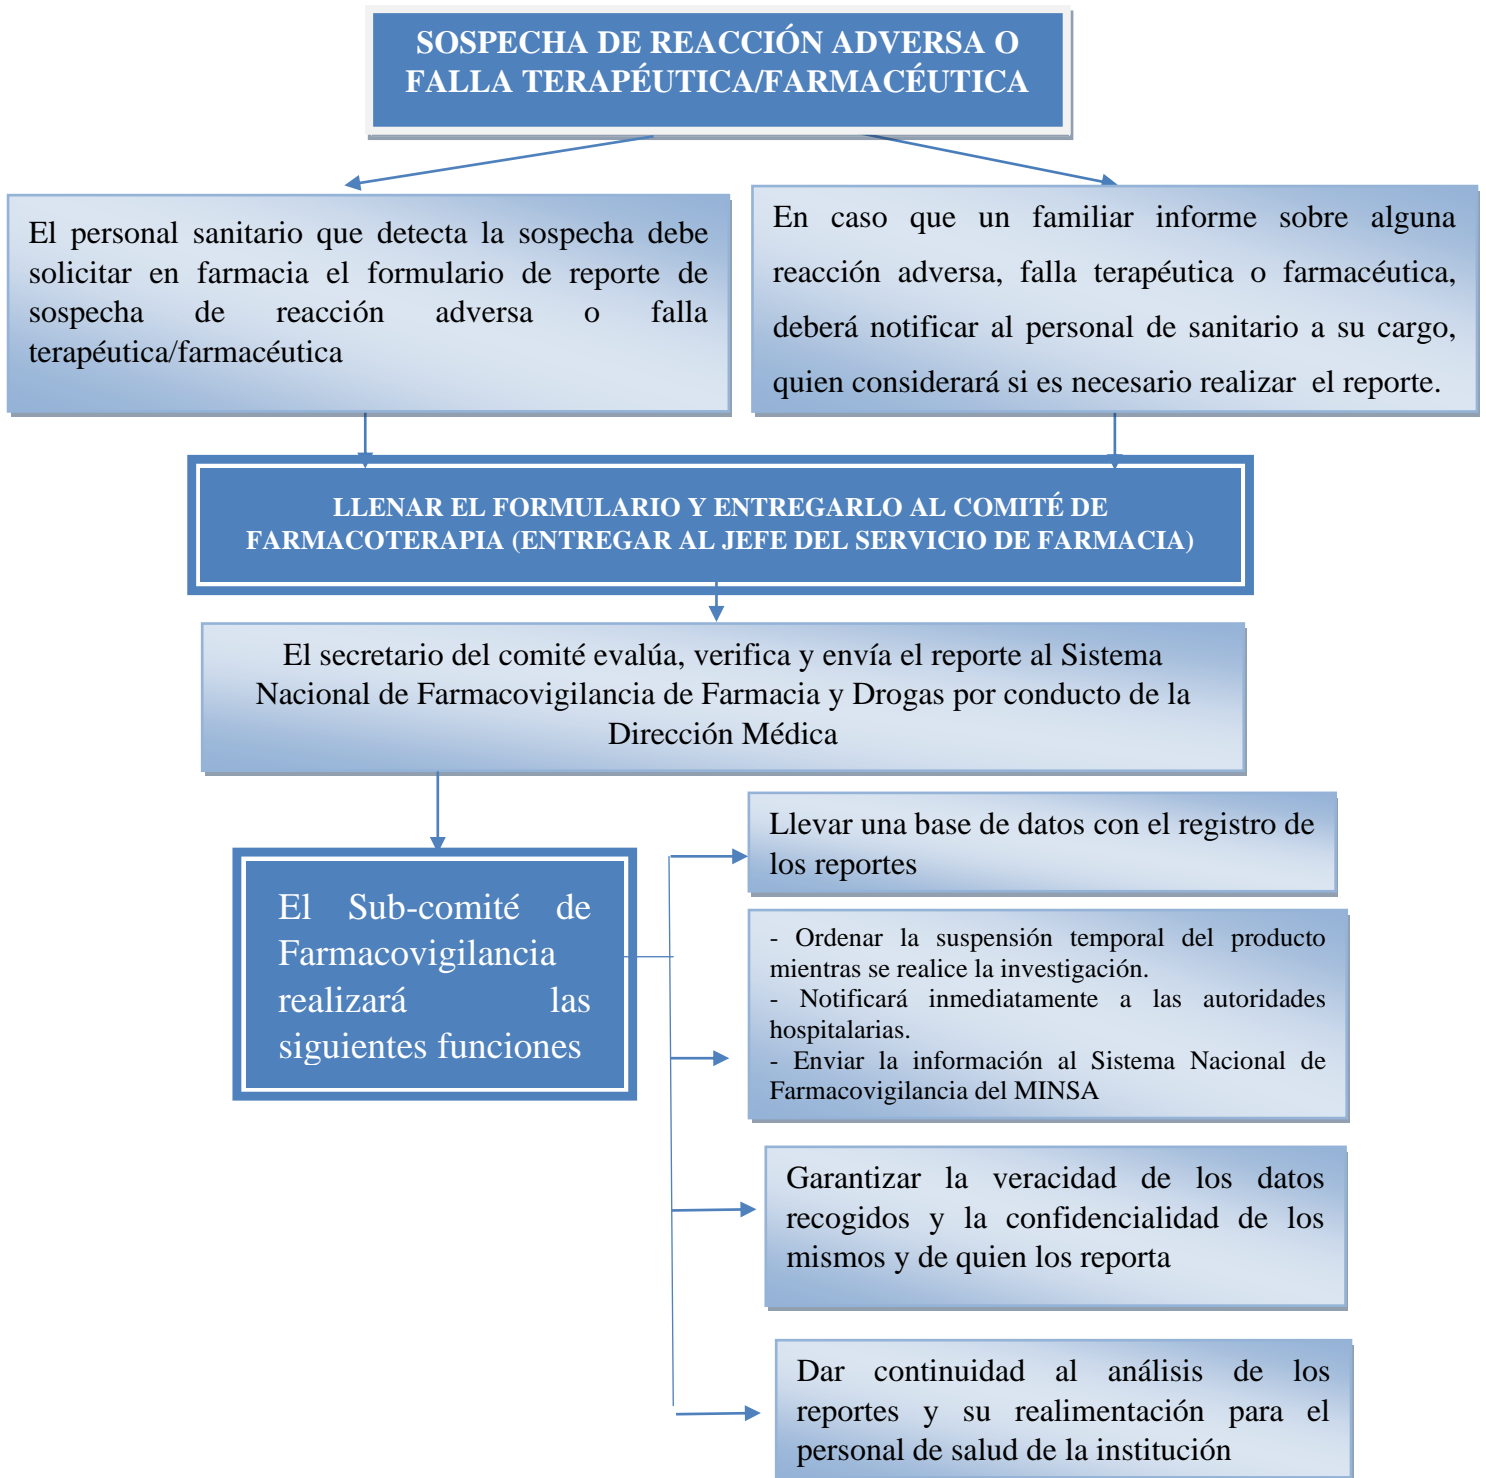 SOSPECHA DE REACCIÓN ADVERSA O
FALLA TERAPÉUTICA/FARMACÉUTICA
El personal sanitario que detecta la sospecha debe
solicitar en farmacia el formulario de reporte de
sospecha de reacción adversa o falla
terapéutica/farmacéutica
En caso que un familiar informe sobre alguna
reacción adversa, falla terapéutica o farmacéutica,
deberá notificar al personal de sanitario a su cargo,
quien considerará si es necesario realizar el reporte.
LLENAR EL FORMULARIO Y ENTREGARLO AL COMITÉ DE
FARMACOTERAPIA (ENTREGAR AL JEFE DEL SERVICIO DE FARMACIA)
El secretario del comité evalúa, verifica y envía el reporte al Sistema
Nacional de Farmacovigilancia de Farmacia y Drogas por conducto de la
Dirección Médica
El Sub-comité de
Farmacovigilancia
realizará las
siguientes funciones
Llevar una base de datos con el registro de
los reportes
- Ordenar la suspensión temporal del producto
mientras se realice la investigación.
- Notificará inmediatamente a las autoridades
hospitalarias.
- Enviar la información al Sistema Nacional de
Farmacovigilancia del MINSA
Garantizar la veracidad de los datos
recogidos y la confidencialidad de los
mismos y de quien los reporta
Dar continuidad al análisis de los
reportes y su realimentación para el
personal de salud de la institución